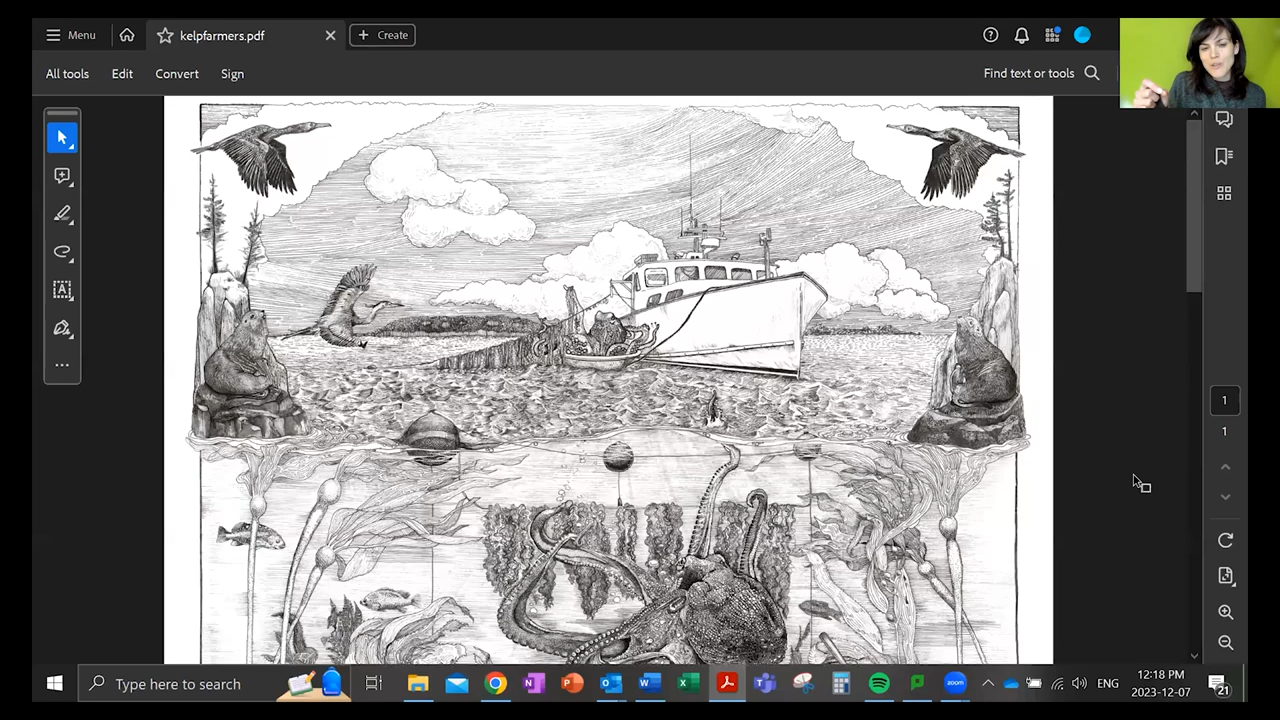 Menu
kelpfarmers.pdf
Create
All tools
Edit
Convert
Sign
Find text or tools
1
1
Type here to search
ENG
12:18 PM
2023-12-07
21
zoom